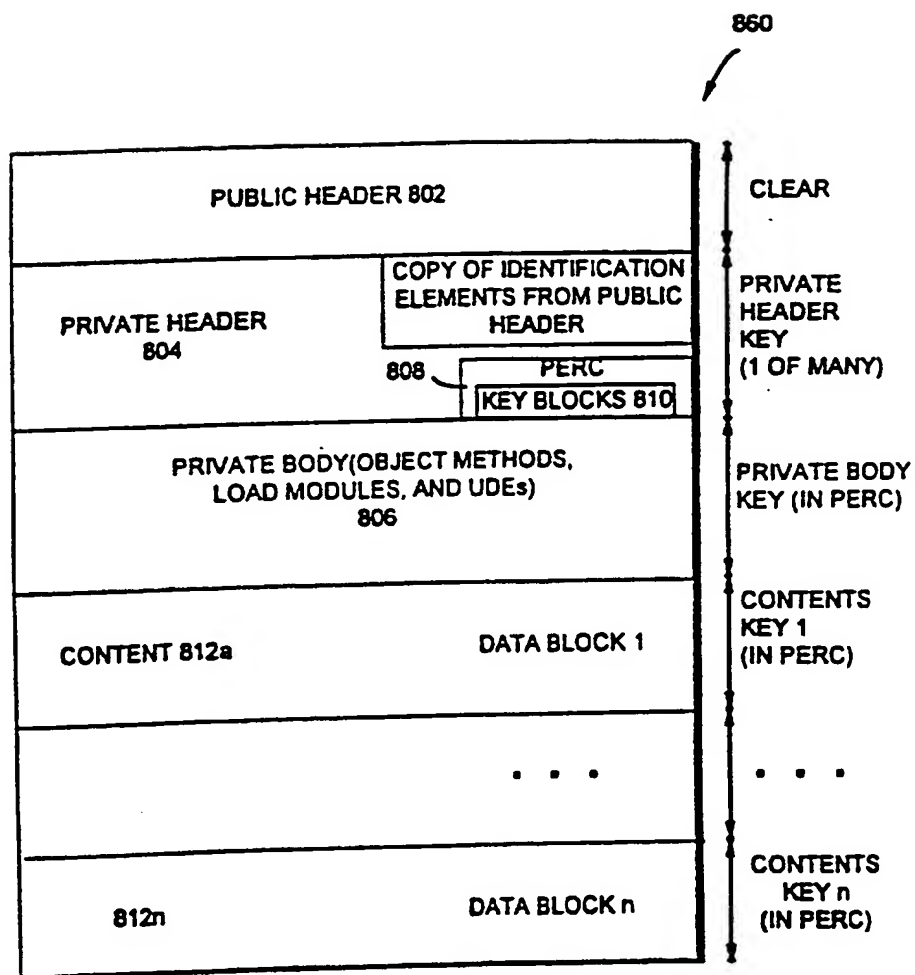 860
PUBLIC HEADER 802
CLEAR
PRIVATE HEADER
804
COPY OF IDENTIFICATION
ELEMENTS FROM PUBLIC
HEADER
808
PERC
KEY BLOCKS 810
PRIVATE
HEADER
KEY
(1 OF MANY)
PRIVATE BODY(OBJECT METHODS,
LOAD MODULES, AND UDEs)
806
PRIVATE BODY
KEY (IN PERC)
CONTENT 812a
DATA BLOCK 1
CONTENTS
KEY 1
(IN PERC)
. . .
. . .
812n
DATA BLOCK n
CONTENTS
KEY n
(IN PERC)